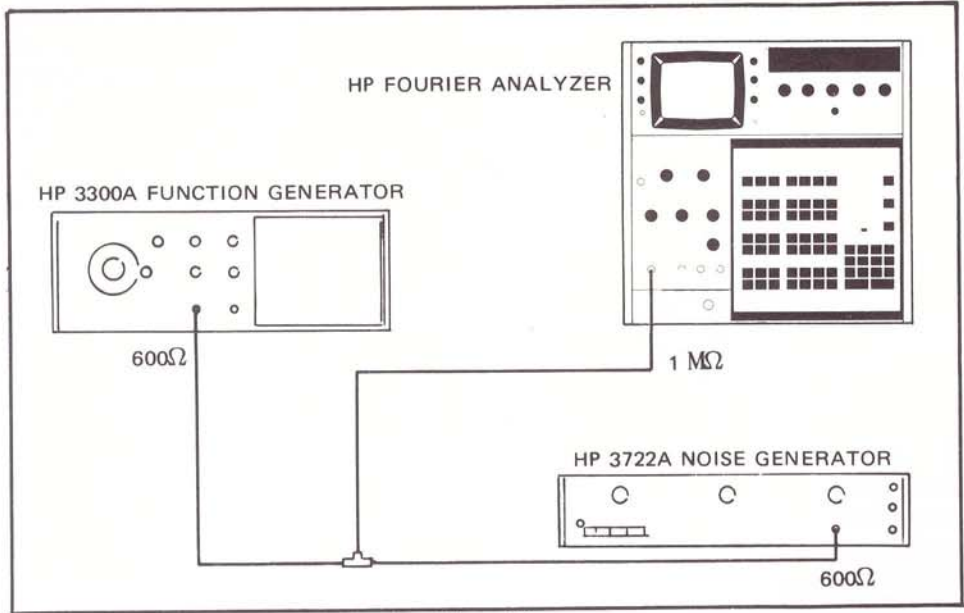 HP FOURIER ANALYZER
HP 3300A FUNCTION GENERATOR
600Ω
1 MΩ
HP 3722A NOISE GENERATOR
600Ω